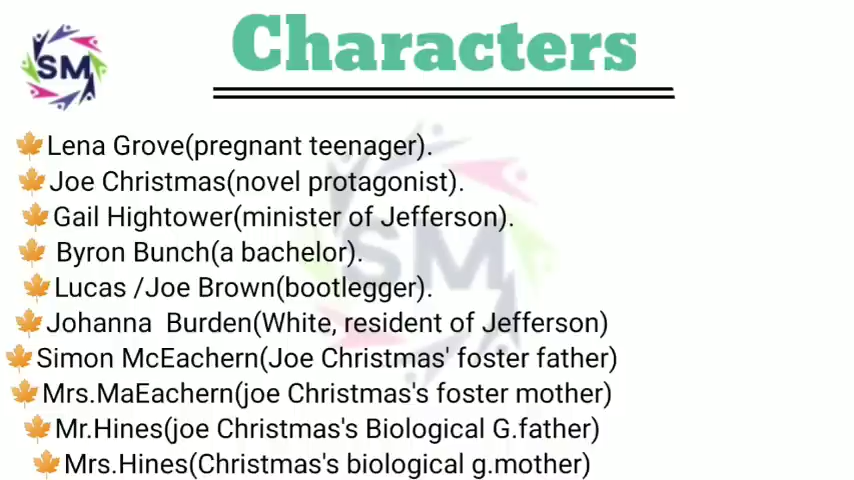 SM
Characters
Lena Grove(pregnant teenager).
Joe Christmas(novel protagonist).
Gail Hightower(minister of Jefferson).
Byron Bunch(a bachelor).
Lucas /Joe Brown(bootlegger).
Johanna Burden(White, resident of Jefferson)
Simon McEachern(Joe Christmas' foster father)
Mrs.MaEachern(joe Christmas's foster mother)
Mr.Hines(joe Christmas's Biological G.father)
Mrs.Hines(Christmas's biological g.mother)
SM